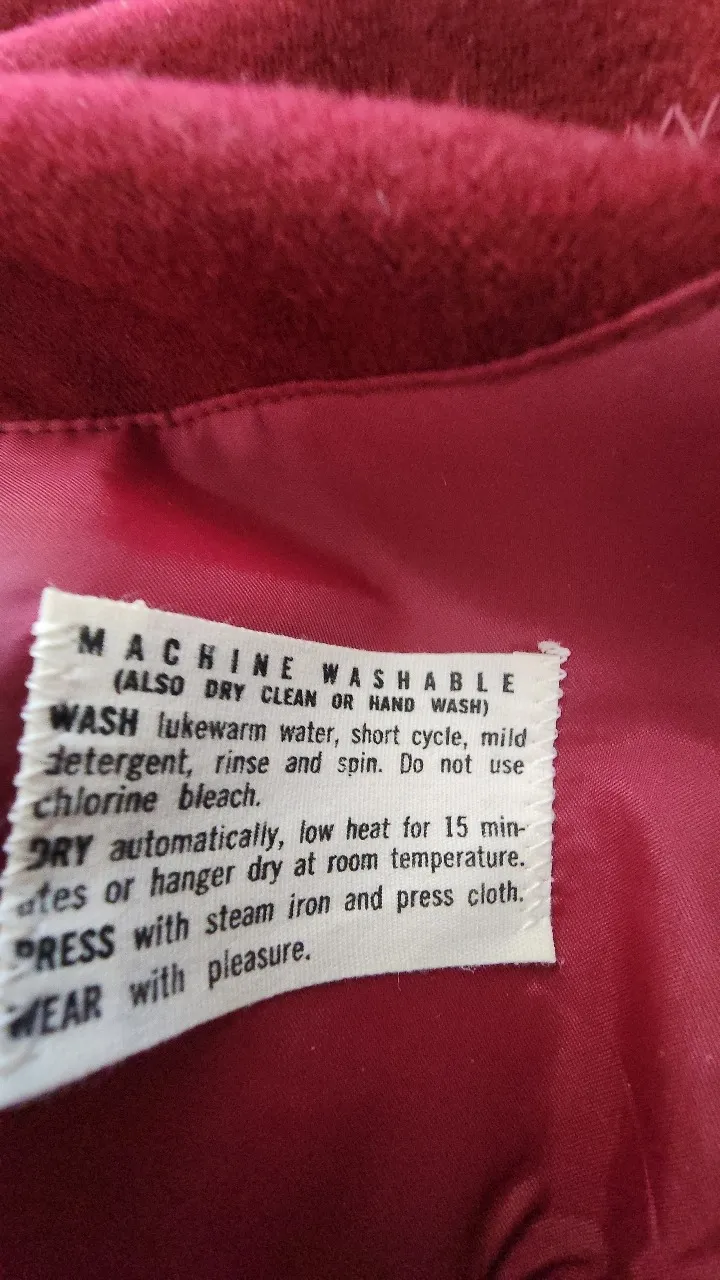 MACHINE WASHABLE
(ALSO DRY CLEAN OR HAND WASH)
WASH lukewarm water, short cycle, mild
detergent, rinse and spin. Do not use
chlorine bleach.
DRY automatically, low heat for 15 min-
utes or hanger dry at room temperature.
PRESS with steam iron and press cloth.
WEAR with pleasure.